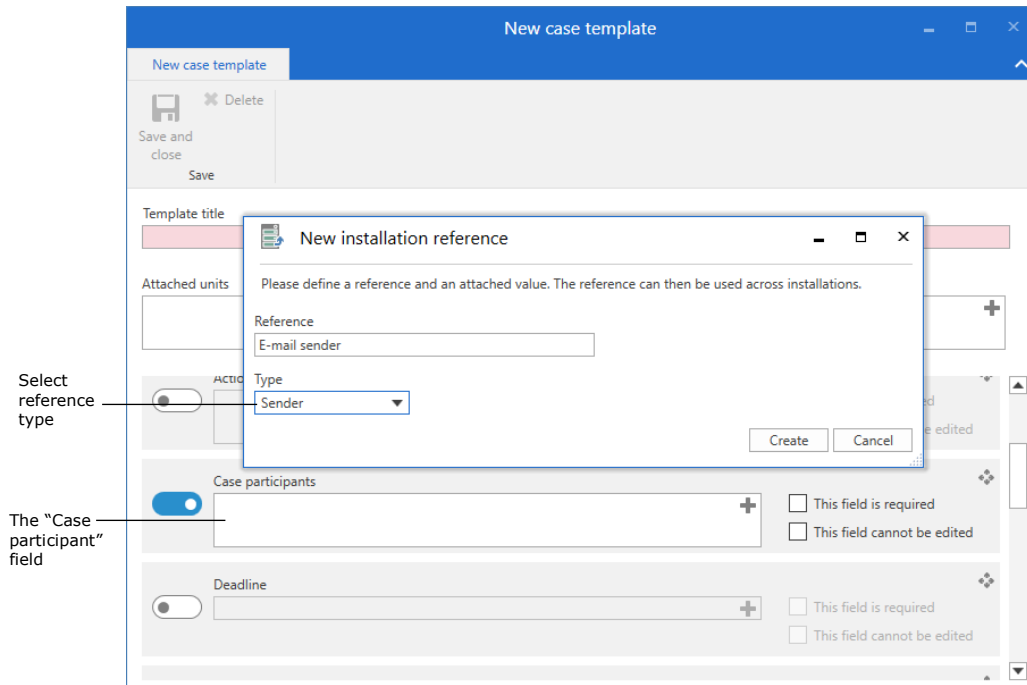 New case template
New case template
Delete
Save and
close
Save
Template title
New installation reference
Attached units
Please define a reference and an attached value. The reference can then be used across installations.
Reference
E-mail sender
Type
Sender
Create
Cancel
Select
reference
type
e edited
Case participants
This field is required
This field cannot be edited
The “Case
participant”
field
Deadline
This field is required
This field cannot be edited